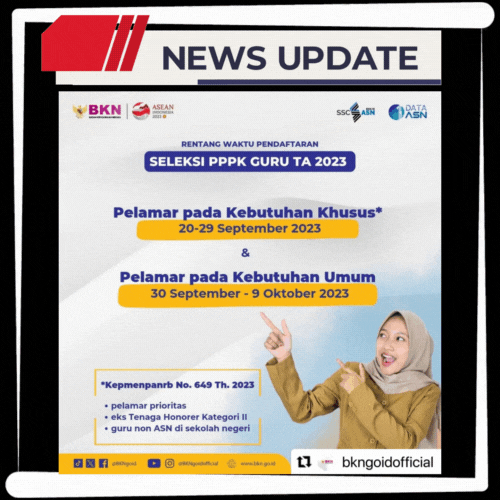 NEWS UPDATE
BKN
ASEAN
INDONESIA
2023
SSC ASN
DATA
ASN
RENTANG WAKTU PENDAFTARAN
SELEKSI PPPK GURU TA 2023
Pelamar pada Kebutuhan Khusus*
20-29 September 2023
&
Pelamar pada Kebutuhan Umum
30 September - 9 Oktober 2023
*Kepmenpanrb No. 649 Th. 2023
• pelamar prioritas
• eks Tenaga Honorer Kategori II
• guru non ASN di sekolah negeri
@BKNgoid
@BKNgoidofficial
www.bkn.go.id
bkngoidofficial